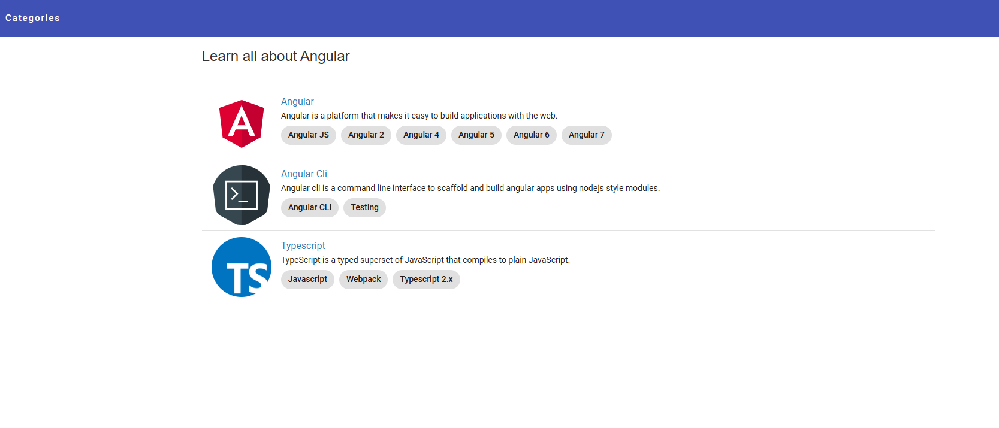 Categories
Learn all about Angular
A
Angular
Angular is a platform that makes it easy to build applications with the web.
Angular JS Angular 2 Angular 4 Angular 5 Angular 6 Angular 7
>_
Angular Cli
Angular cli is a command line interface to scaffold and build angular apps using nodejs style modules.
Angular CLI Testing
TS
Typescript
TypeScript is a typed superset of JavaScript that compiles to plain JavaScript.
Javascript Webpack Typescript 2.x